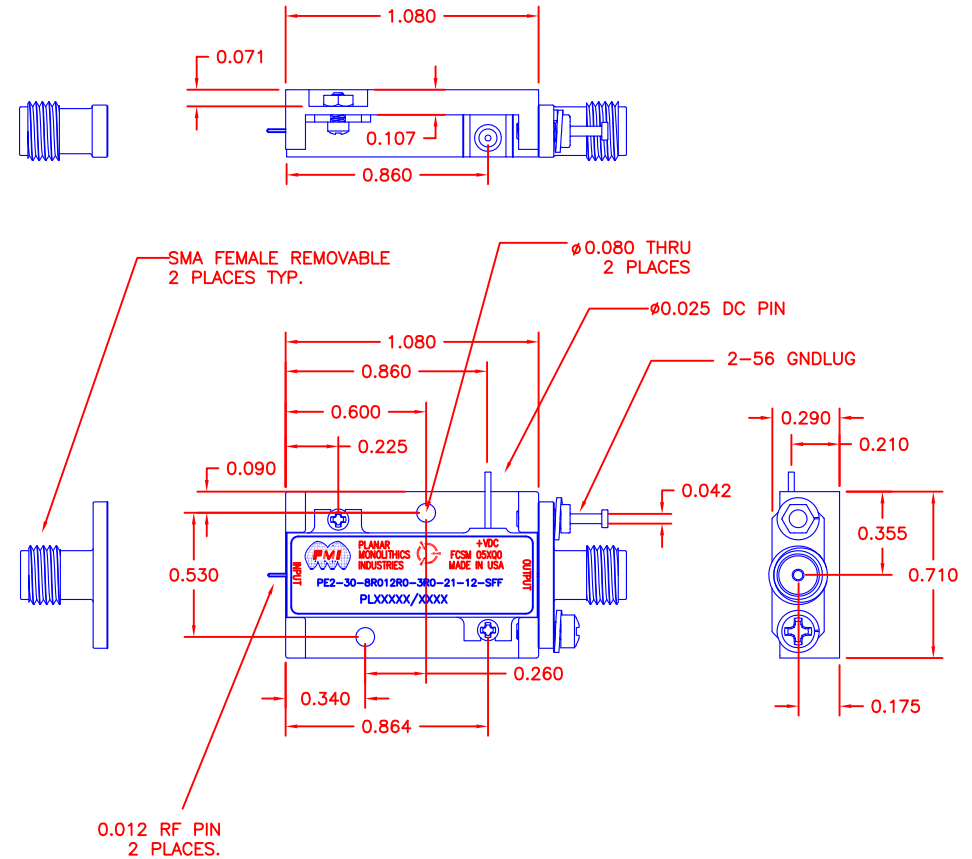 1.080
0.071
0.107
0.860
SMA FEMALE REMOVABLE
2 PLACES TYP.
ø0.080 THRU
2 PLACES
ø0.025 DC PIN
1.080
2-56 GNDLUG
0.860
0.600
0.290
0.225
0.210
0.090
0.042
0.355
0.530
0.710
PMI
PLANAR
MONOLITHICS
INDUSTRIES
+VDC
FCSM 05XQ0
MADE IN USA
INPUT
OUTPUT
PE2-30-8R012R0-3R0-21-12-SFF
PLXXXXX/XXXX
0.260
0.340
0.864
0.175
0.012 RF PIN
2 PLACES.